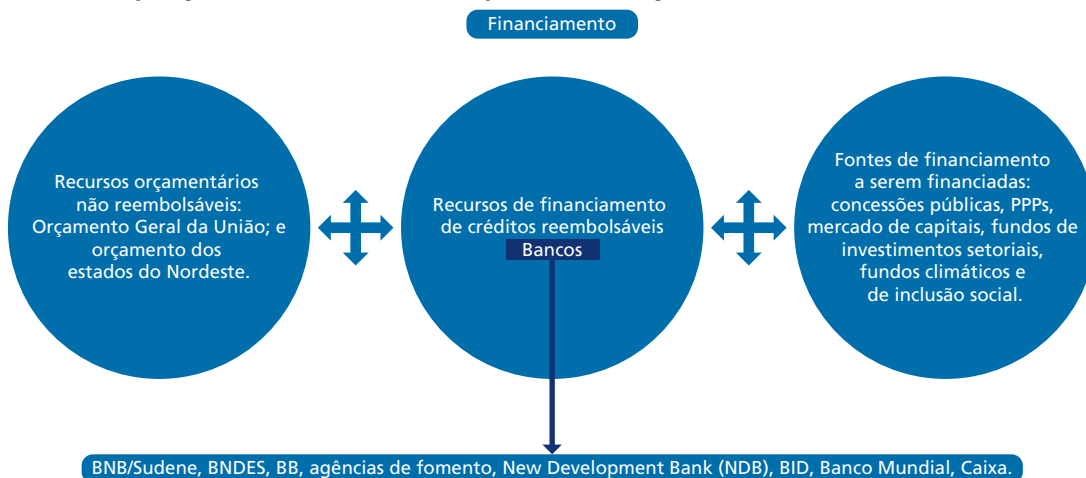 Financiamento
Recursos orçamentários
não reembolsáveis:
Orçamento Geral da União; e
orçamento dos
estados do Nordeste.
Recursos de financiamento
de créditos reembolsáveis
Bancos
Fontes de financiamento
a serem financiadas:
concessões públicas, PPPs,
mercado de capitais, fundos de
investimentos setoriais,
fundos climáticos e
de inclusão social.
BNB/Sudene, BNDES, BB, agências de fomento, New Development Bank (NDB), BID, Banco Mundial, Caixa.